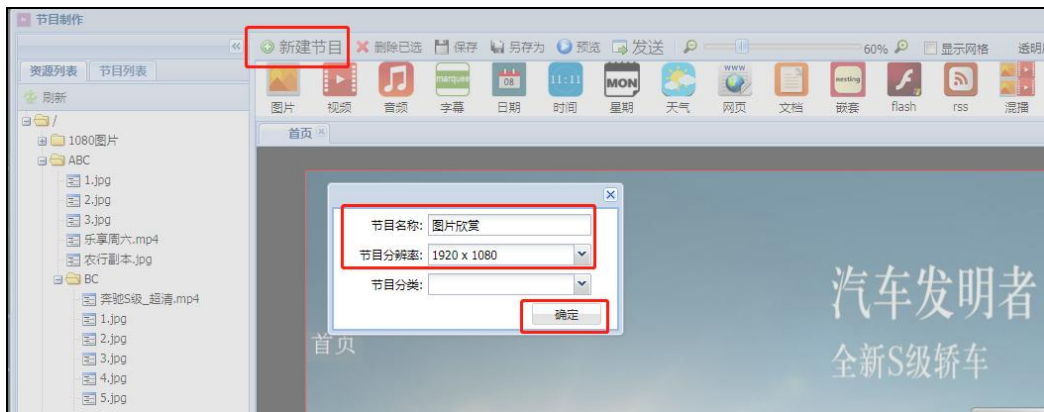 节目制作
新建节目 删除已选 保存 另存为 预览 发送 60% 显示网格
资源列表 节目列表
刷新
marquee 08 11:11 MON WWW nesting
图片 视频 音频 字幕 日期 时间 星期 天气 网页 文档 嵌套 flash rss 混播
/
首页
1080图片
ABC
1.jpg
2.jpg
3.jpg
乐享周六.mp4
农行副本.jpg
BC
奔驰S级_超清.mp4
1.jpg
2.jpg
3.jpg
4.jpg
5.jpg
节目名称: 图片欣赏
节目分辨率: 1920 x 1080
节目分类:
确定
首页
汽车发明者
全新S级轿车